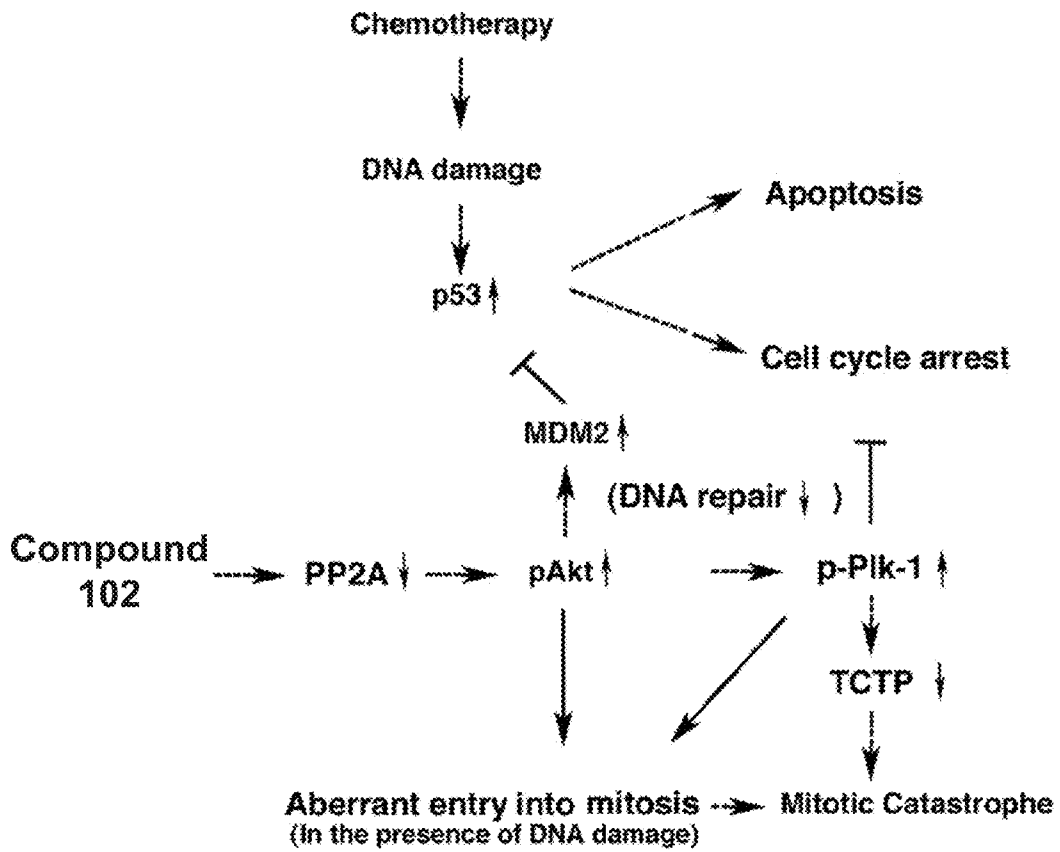 Chemotherapy
DNA damage
Apoptosis
p53
Cell cycle arrest
MDM2
(DNA repair )
Compound
102
PP2A
pAkt
p-Plk-1
TCTP
Aberrant entry into mitosis
(In the presence of DNA damage)
Mitotic Catastrophe